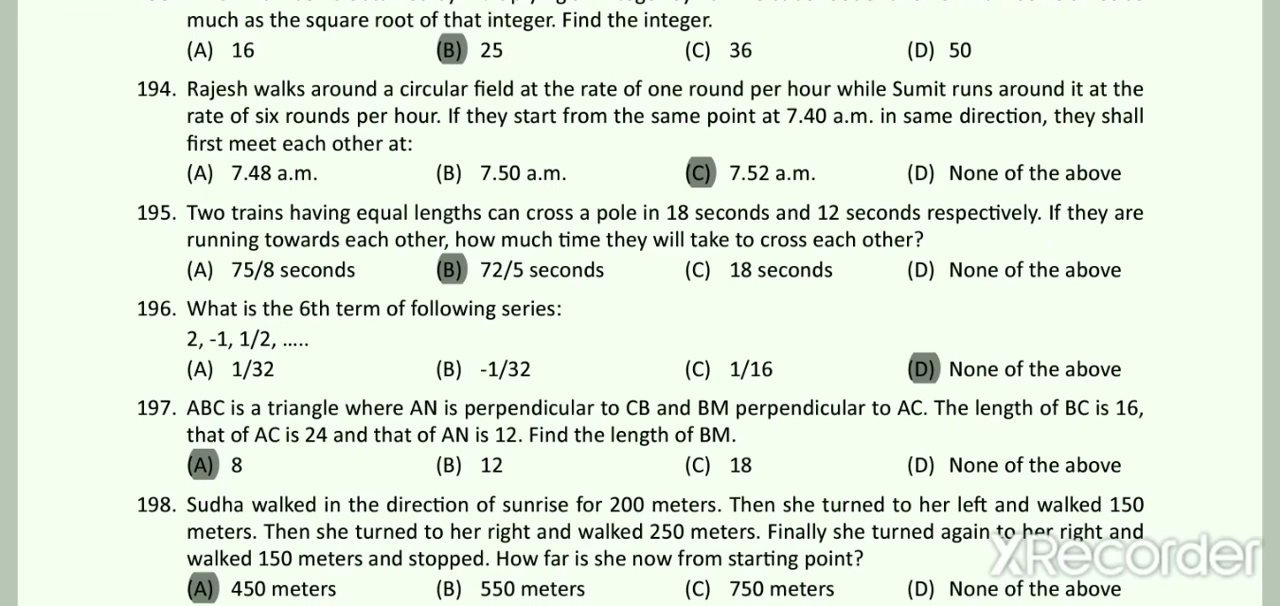 much as the square root of that integer. Find the integer.
(A) 16 (B) 25 (C) 36 (D) 50
194. Rajesh walks around a circular field at the rate of one round per hour while Sumit runs around it at the
rate of six rounds per hour. If they start from the same point at 7.40 a.m. in same direction, they shall
first meet each other at:
(A) 7.48 a.m. (B) 7.50 a.m. (C) 7.52 a.m. (D) None of the above
195. Two trains having equal lengths can cross a pole in 18 seconds and 12 seconds respectively. If they are
running towards each other, how much time they will take to cross each other?
(A) 75/8 seconds (B) 72/5 seconds (C) 18 seconds (D) None of the above
196. What is the 6th term of following series:
2, -1, 1/2, .....
(A) 1/32 (B) -1/32 (C) 1/16 (D) None of the above
197. ABC is a triangle where AN is perpendicular to CB and BM perpendicular to AC. The length of BC is 16,
that of AC is 24 and that of AN is 12. Find the length of BM.
(A) 8 (B) 12 (C) 18 (D) None of the above
198. Sudha walked in the direction of sunrise for 200 meters. Then she turned to her left and walked 150
meters. Then she turned to her right and walked 250 meters. Finally she turned again to her right and
walked 150 meters and stopped. How far is she now from starting point?
XRecorder
(A) 450 meters (B) 550 meters (C) 750 meters (D) None of the above